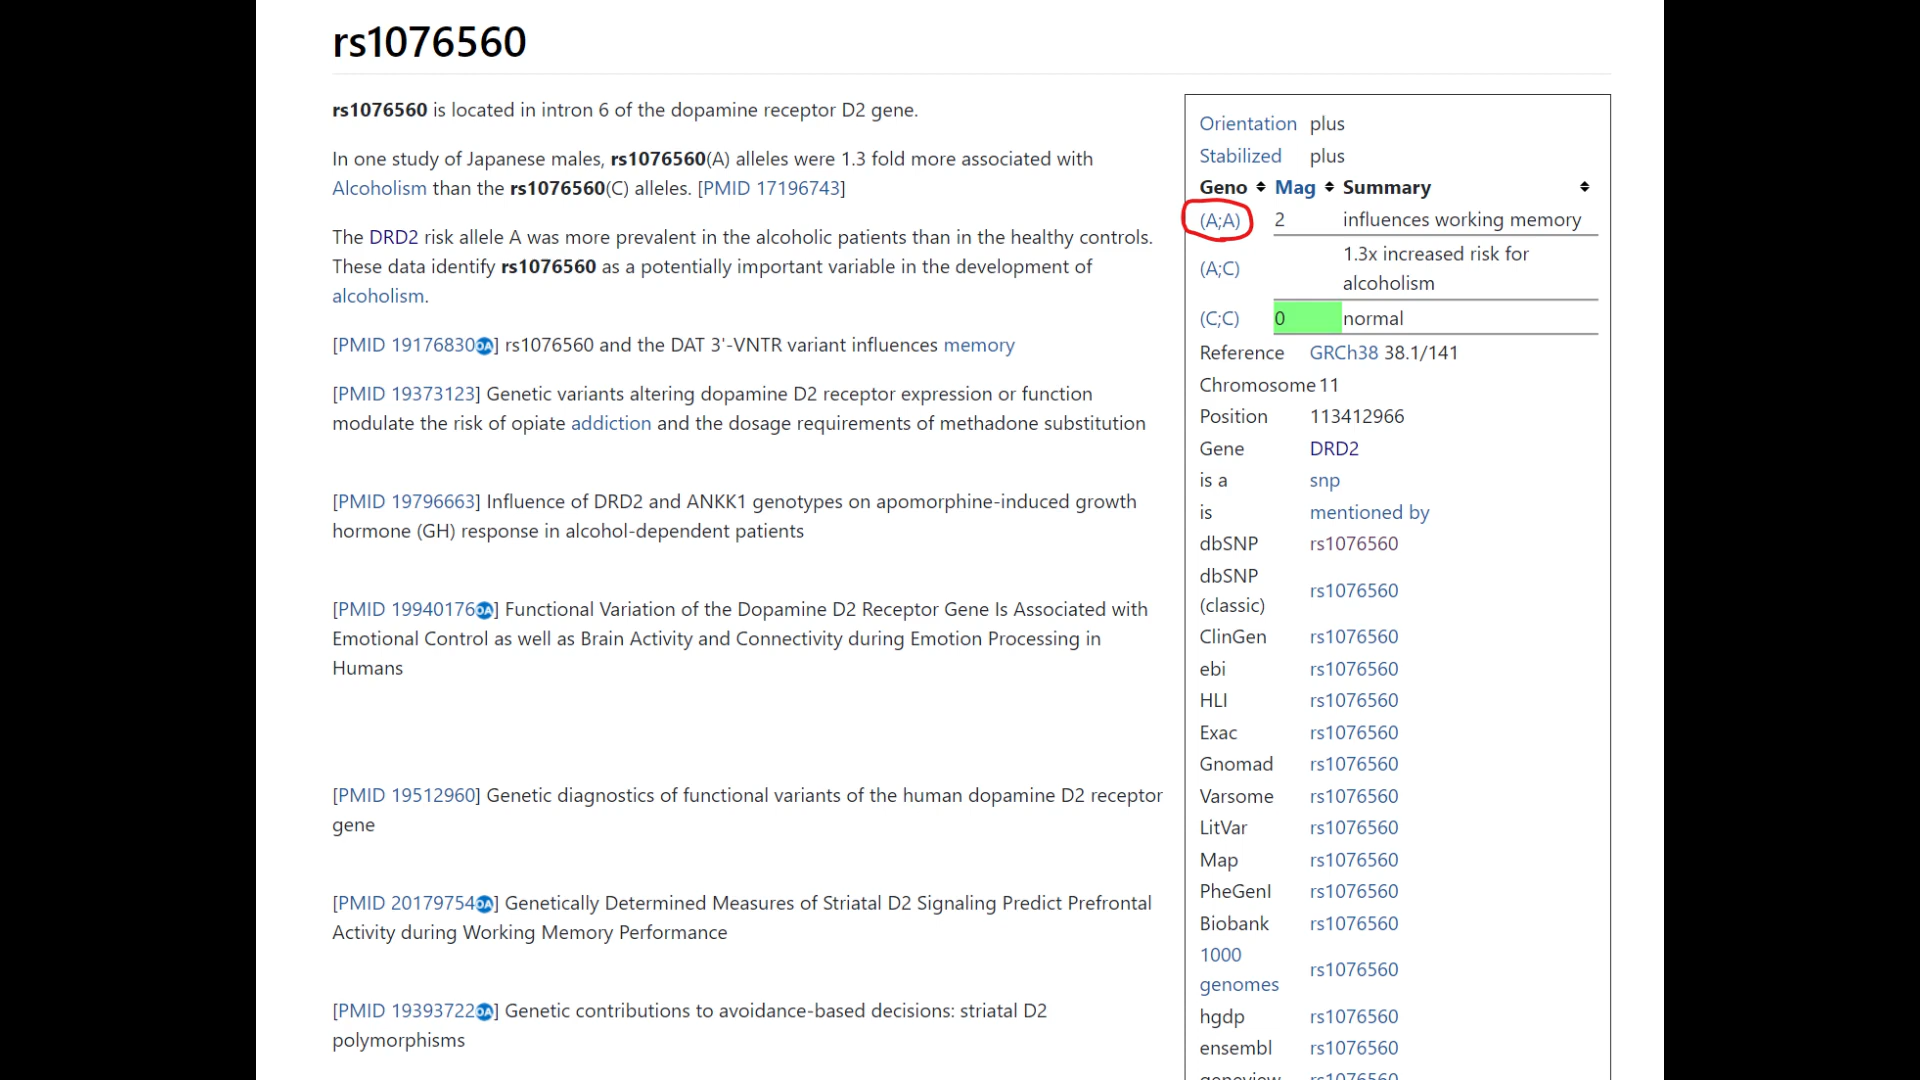 rs1076560
rs1076560 is located in intron 6 of the dopamine receptor D2 gene.
In one study of Japanese males, rs1076560(A) alleles were 1.3 fold more associated with
Alcoholism than the rs1076560(C) alleles. [PMID 17196743]
The DRD2 risk allele A was more prevalent in the alcoholic patients than in the healthy controls.
These data identify rs1076560 as a potentially important variable in the development of
alcoholism.
[PMID 19176830OA] rs1076560 and the DAT 3'-VNTR variant influences memory
[PMID 19373123] Genetic variants altering dopamine D2 receptor expression or function
modulate the risk of opiate addiction and the dosage requirements of methadone substitution
[PMID 19796663] Influence of DRD2 and ANKK1 genotypes on apomorphine-induced growth
hormone (GH) response in alcohol-dependent patients
[PMID 19940176OA] Functional Variation of the Dopamine D2 Receptor Gene Is Associated with
Emotional Control as well as Brain Activity and Connectivity during Emotion Processing in
Humans
[PMID 19512960] Genetic diagnostics of functional variants of the human dopamine D2 receptor
gene
[PMID 20179754OA] Genetically Determined Measures of Striatal D2 Signaling Predict Prefrontal
Activity during Working Memory Performance
[PMID 19393722OA] Genetic contributions to avoidance-based decisions: striatal D2
polymorphisms
Orientation plus
Stabilized plus
Geno Mag Summary
(A;A) 2 influences working memory
(A;C) 1.3x increased risk for
alcoholism
(C;C) 0 normal
Reference GRCh38 38.1/141
Chromosome 11
Position 113412966
Gene DRD2
is a snp
is mentioned by
dbSNP rs1076560
dbSNP
(classic) rs1076560
ClinGen rs1076560
ebi rs1076560
HLI rs1076560
Exac rs1076560
Gnomad rs1076560
Varsome rs1076560
LitVar rs1076560
Map rs1076560
PheGenI rs1076560
Biobank rs1076560
1000
genomes rs1076560
hgdp rs1076560
ensembl rs1076560
geneview rs1076560